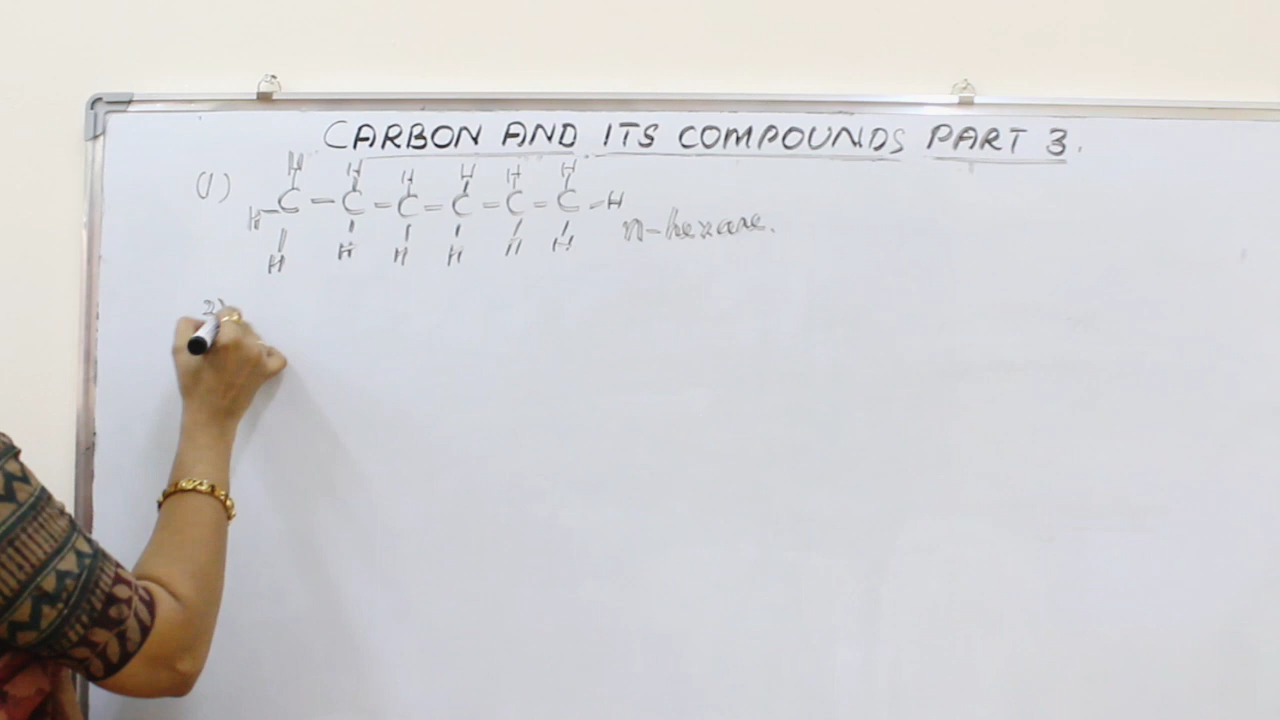 CARBON AND ITS COMPOUNDS PART 3.
H H H H H H
(1) H-C-C-C-C-C-C-H
n-hexane.
H H H H H H
2)